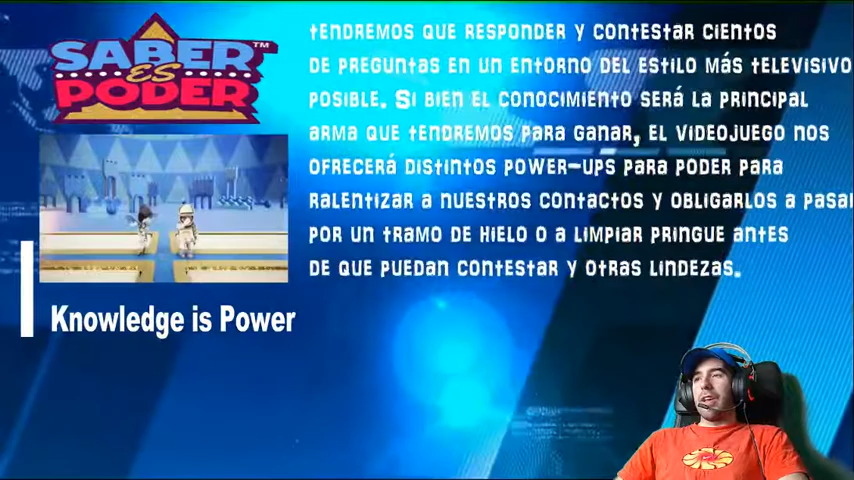 SABER™
ES
PODER
TENDREMOS QUE RESPONDER Y CONTESTAR CIENTOS
DE PREGUNTAS EN UN ENTORNO DEL ESTILO MÁS TELEVISIVO
POSIBLE. SI BIEN EL CONOCIMIENTO SERÁ LA PRINCIPAL
ARMA QUE TENDREMOS PARA GANAR, EL VIDEOJUEGO NOS
OFRECERÁ DISTINTOS POWER-UPS PARA PODER PARA
RALENTIZAR A NUESTROS CONTACTOS Y OBLIGARLOS A PASAR
POR UN TRAMO DE HIELO O A LIMPIAR PRINGUE ANTES
DE QUE PUEDAN CONTESTAR Y OTRAS LINDEZAS.
Knowledge is Power